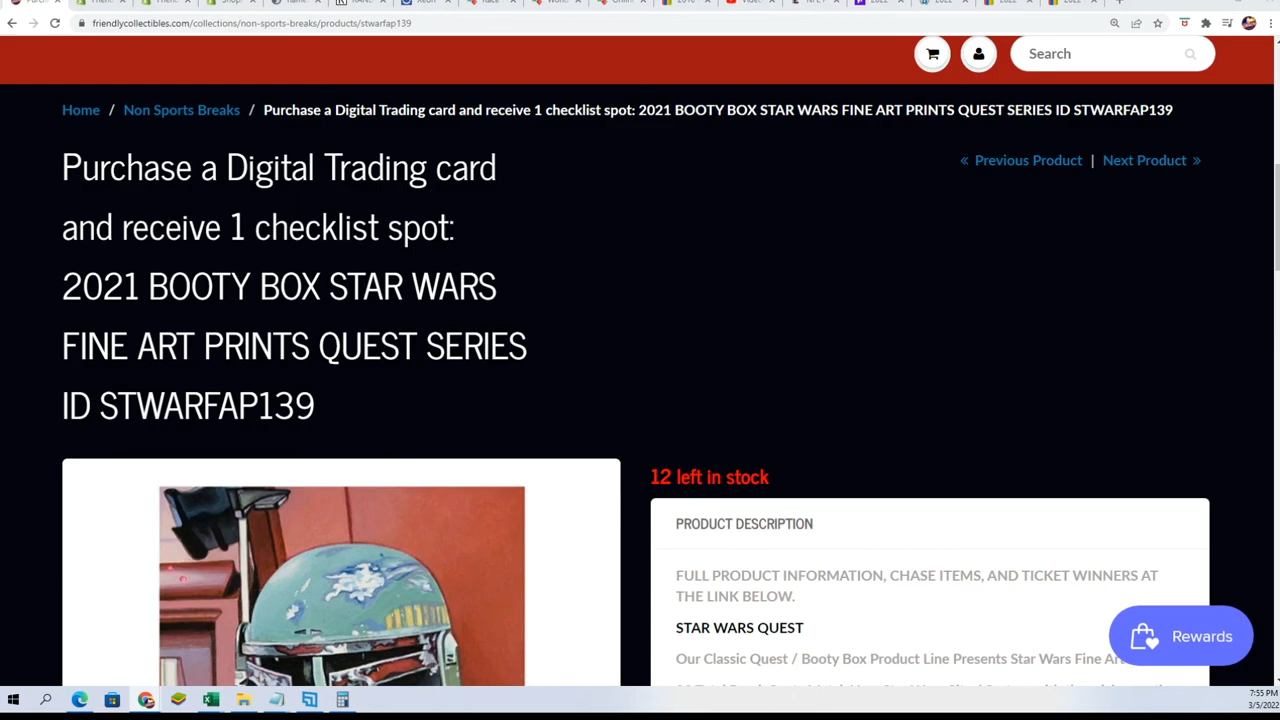 friendlycollectibles.com/collections/non-sports-breaks/products/stwarfap139
Search
Home / Non Sports Breaks / Purchase a Digital Trading card and receive 1 checklist spot: 2021 BOOTY BOX STAR WARS FINE ART PRINTS QUEST SERIES ID STWARFAP139
« Previous Product | Next Product »
Purchase a Digital Trading card
and receive 1 checklist spot:
2021 BOOTY BOX STAR WARS
FINE ART PRINTS QUEST SERIES
ID STWARFAP139
12 left in stock
PRODUCT DESCRIPTION
FULL PRODUCT INFORMATION, CHASE ITEMS, AND TICKET WINNERS AT
THE LINK BELOW.
STAR WARS QUEST
Our Classic Quest / Booty Box Product Line Presents Star Wars Fine Art
Rewards
7:55 PM
3/5/2022